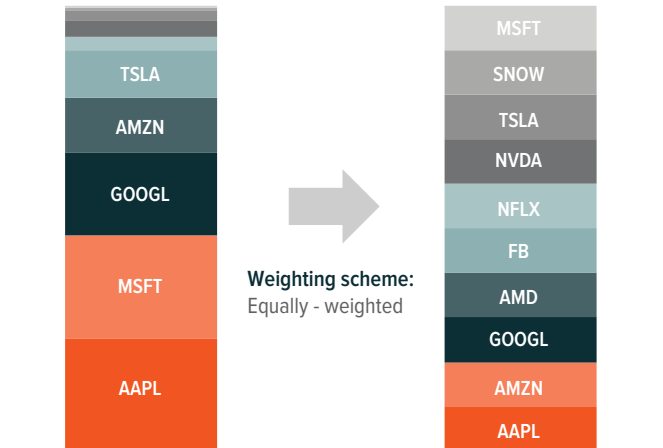 TSLA
AMZN
GOOGL
MSFT
AAPL
Weighting scheme:
Equally - weighted
MSFT
SNOW
TSLA
NVDA
NFLX
FB
AMD
GOOGL
AMZN
AAPL